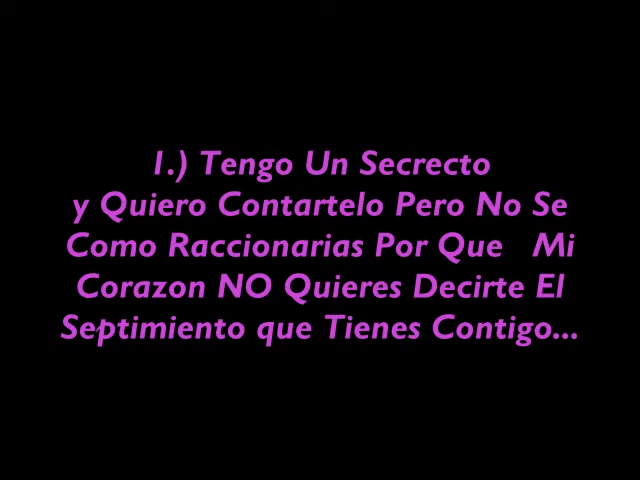 1.) Tengo Un Secrecto
y Quiero Contartelo Pero No Se
Como Raccionarias Por Que Mi
Corazon NO Quieres Decirte El
Septimiento que Tienes Contigo...